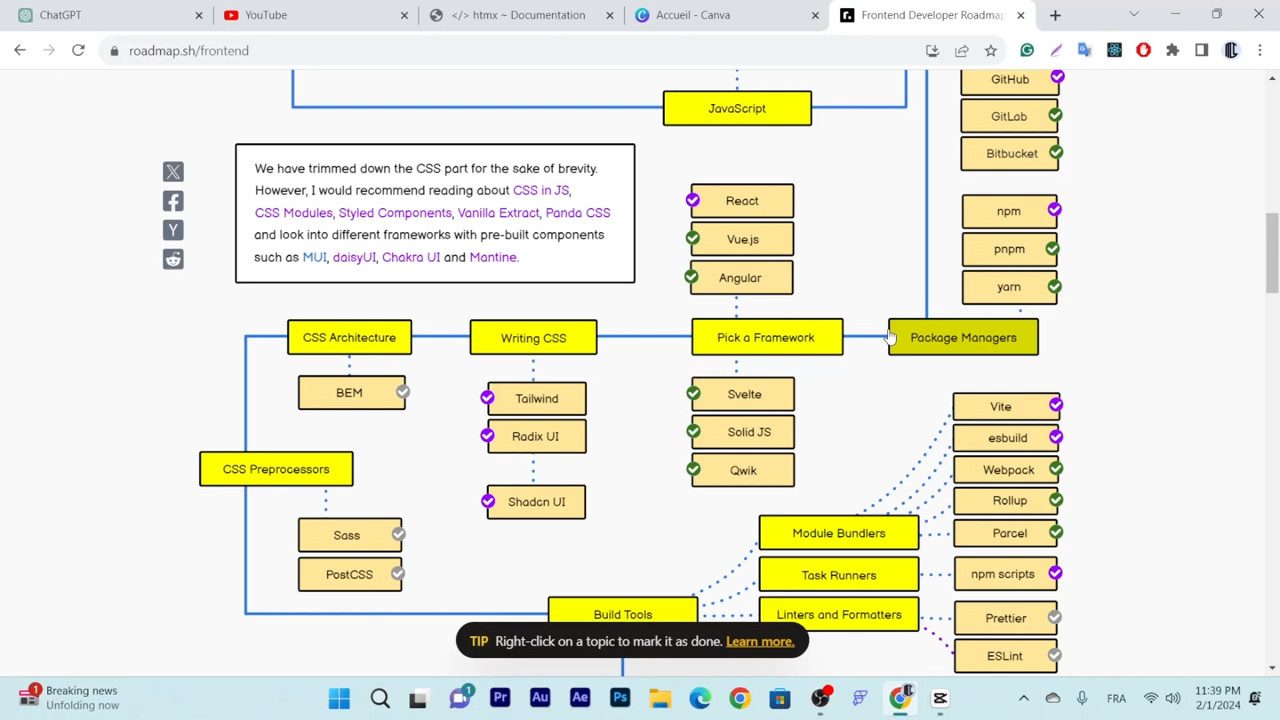 ChatGPT
YouTube
</> htmx ~ Documentation
Accueil - Canva
Frontend Developer Roadmap
roadmap.sh/frontend
GitHub
JavaScript
GitLab
Bitbucket
We have trimmed down the CSS part for the sake of brevity.
However, I would recommend reading about CSS in JS,
CSS Modules, Styled Components, Vanilla Extract, Panda CSS
and look into different frameworks with pre-built components
such as MUI, daisyUI, Chakra UI and Mantine.
React
Vue.js
Angular
npm
pnpm
yarn
CSS Architecture
Writing CSS
Pick a Framework
Package Managers
BEM
Tailwind
Radix UI
Shadcn UI
Svelte
Solid JS
Qwik
Vite
esbuild
Webpack
Rollup
Parcel
CSS Preprocessors
Sass
PostCSS
Module Bundlers
Task Runners
npm scripts
Build Tools
Linters and Formatters
Prettier
ESLint
TIP Right-click on a topic to mark it as done. Learn more.
1
Breaking news
Unfolding now
1
Pr
Au
Ae
Ps
FRA
11:39 PM
2/1/2024